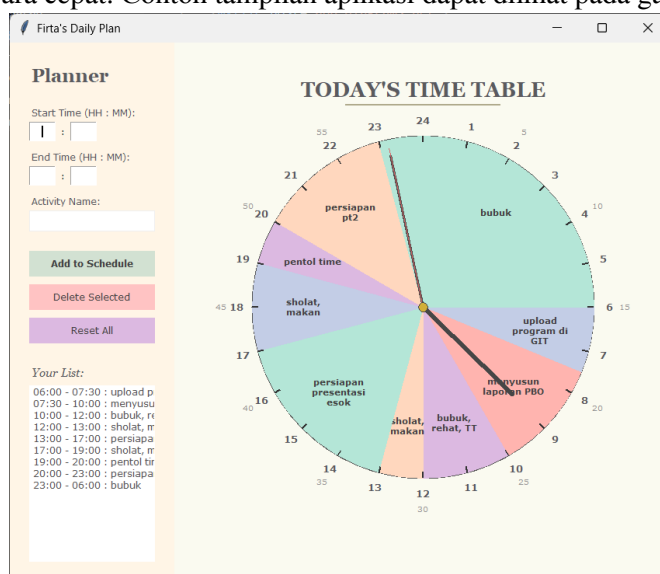 ara cepat. Contoh tampilan aplikasi dapat dilihat pada ga
Firta's Daily Plan
Planner
Start Time (HH : MM):
:
End Time (HH : MM):
:
Activity Name:
Add to Schedule
Delete Selected
Reset All
Your List:
06:00 - 07:30 : upload p
07:30 - 10:00 : menyusu
10:00 - 12:00 : bubuk, re
12:00 - 13:00 : sholat, m
13:00 - 17:00 : persiapa
17:00 - 19:00 : sholat, m
19:00 - 20:00 : pentol tir
20:00 - 23:00 : persiapa
23:00 - 06:00 : bubuk
TODAY'S TIME TABLE
24
1
2
3
4
5
6
7
8
9
10
11
12
13
14
15
16
17
18
19
20
21
22
23
5
10
15
20
25
30
35
40
45
50
55
bubuk
upload
program di
GIT
menyusun
laporan PBO
bubuk,
rehat, TT
sholat,
makan
persiapan
presentasi
esok
sholat,
makan
pentol time
persiapan
pt2